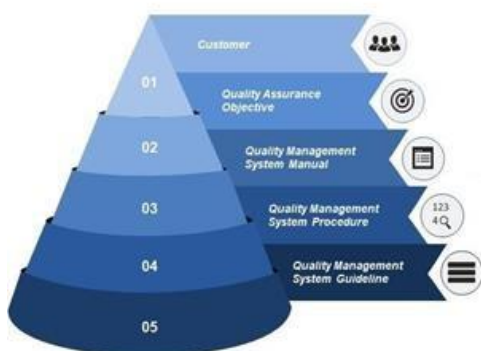 Customer
01
Quality Assurance
Objective
02
Quality Management
System Manual
03
Quality Management
System Procedure
123
4
04
Quality Management
System Guideline
05